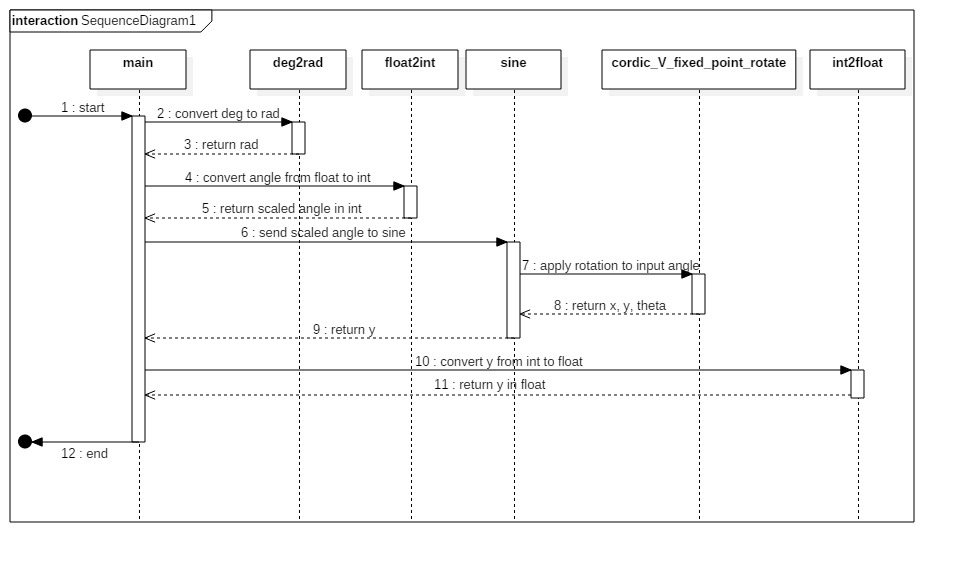 interaction SequenceDiagram1
main
deg2rad
float2int
sine
cordic_V_fixed_point_rotate
int2float
1 : start
2 : convert deg to rad
3 : return rad
4 : convert angle from float to int
5 : return scaled angle in int
6 : send scaled angle to sine
7 : apply rotation to input angle
8 : return x, y, theta
9 : return y
10 : convert y from int to float
11 : return y in float
12 : end